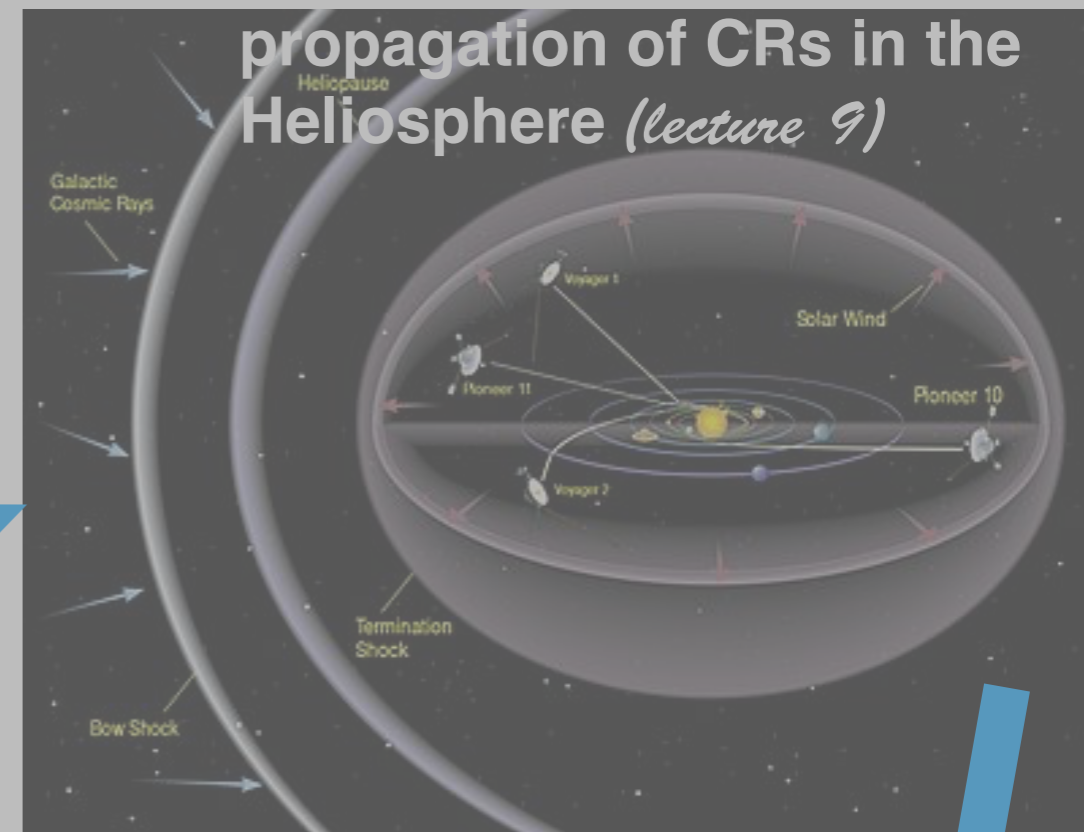 propagation of CRs in the
Heliopause
Heliosphere (lecture 9)
Galactic
Cosmic Rays
Voyager 1
Solar Wind
Pioneer 11
Pioneer 10
Voyager 2
Termination
Shock
Bow Shock